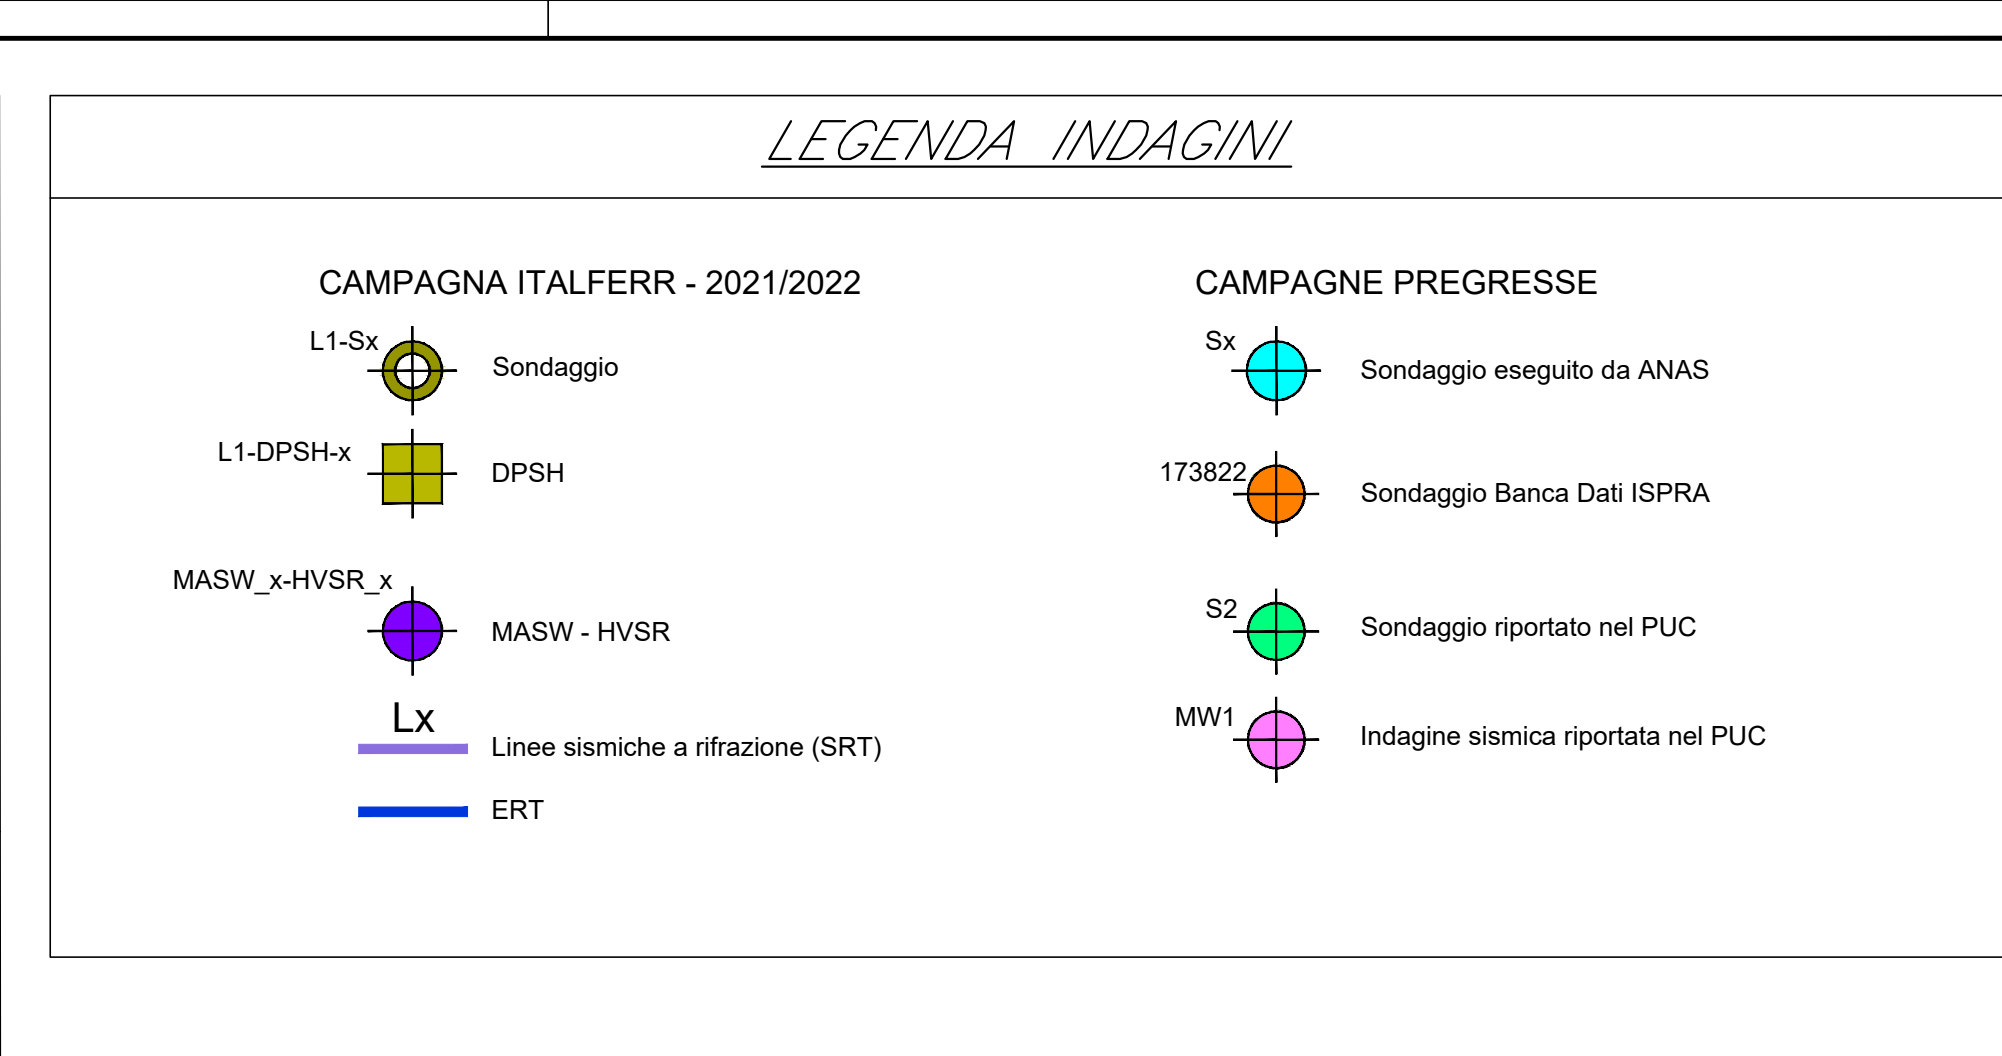 LEGENDA INDAGINI
CAMPAGNA ITALFERR - 2021/2022
L1-Sx
Sondaggio
L1-DPSH-x
DPSH
MASW_x-HVSR_x
MASW - HVSR
Lx
Linee sismiche a rifrazione (SRT)
ERT
CAMPAGNE PREGRESSE
Sx
Sondaggio eseguito da ANAS
173822
Sondaggio Banca Dati ISPRA
S2
Sondaggio riportato nel PUC
MW1
Indagine sismica riportata nel PUC